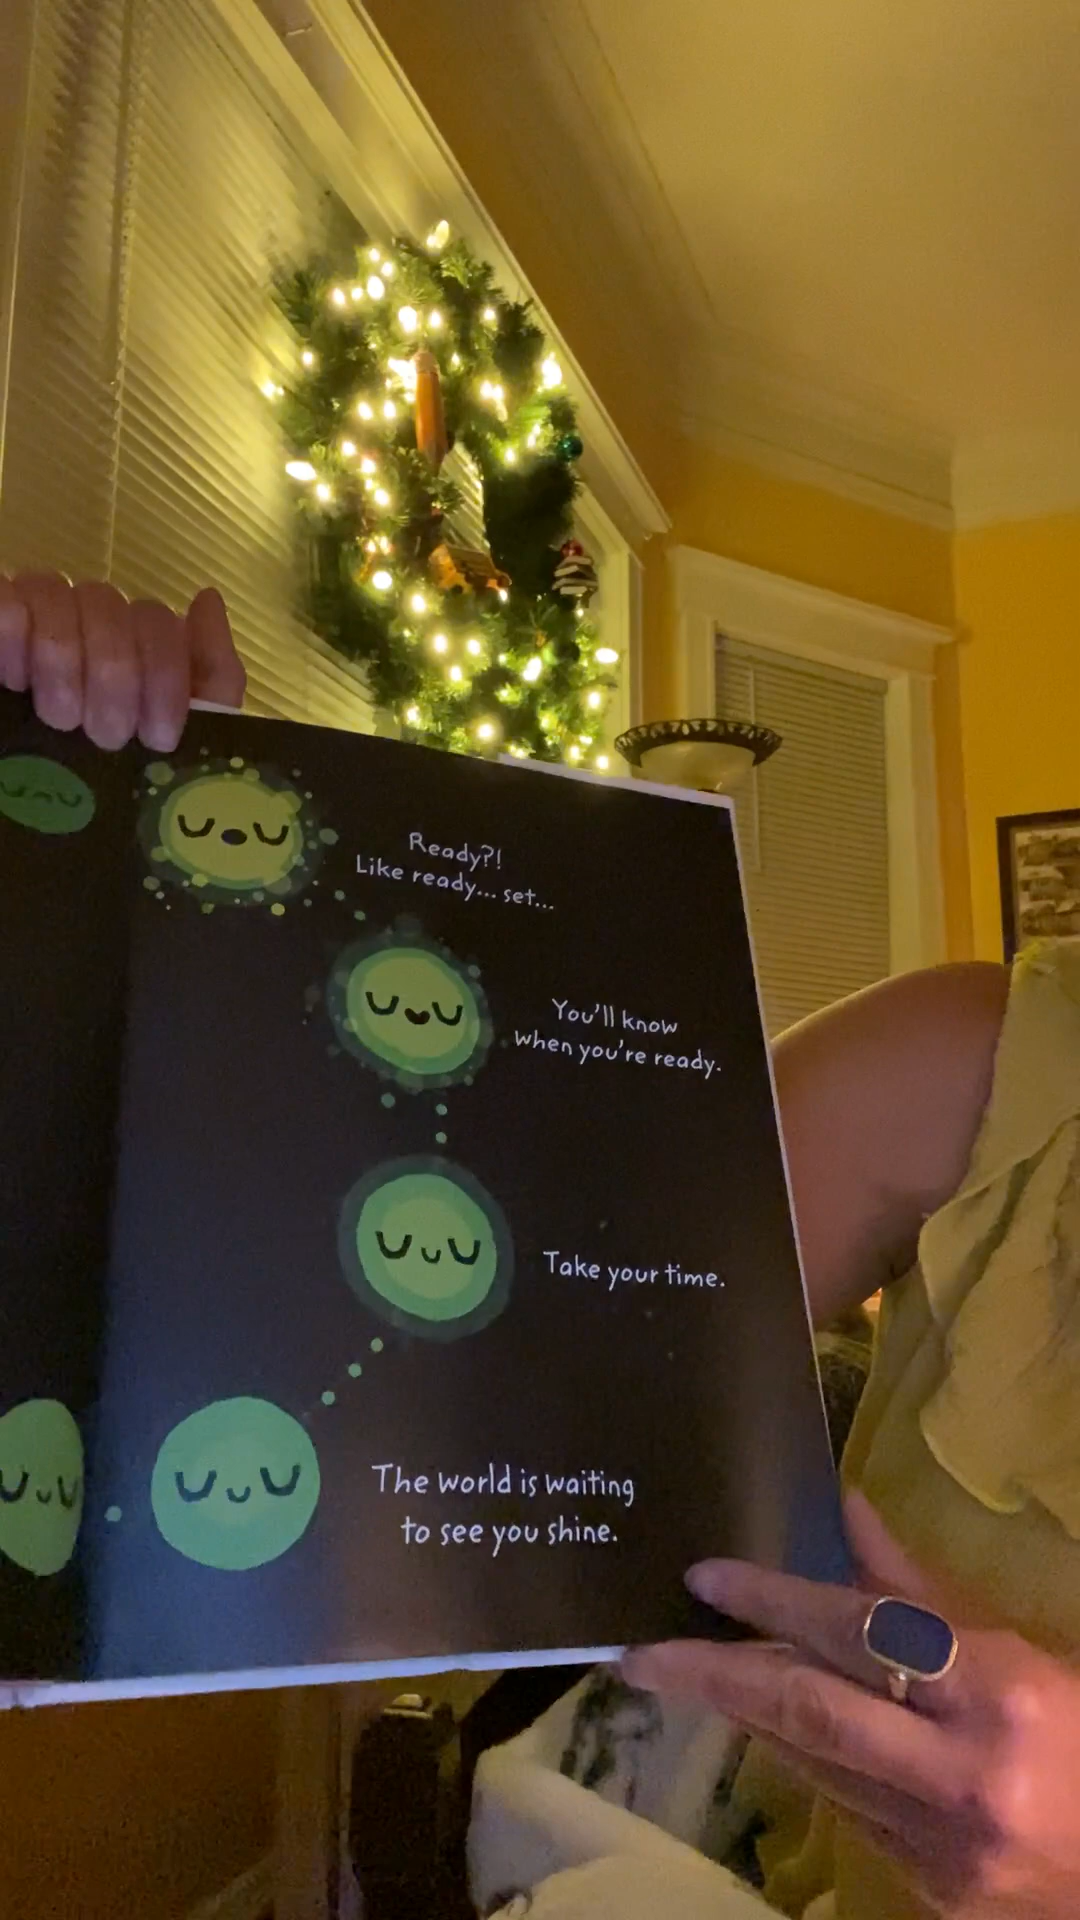 Ready?!
Like ready... set...
You'll know
when you're ready.
Take your time.
The world is waiting
to see you shine.